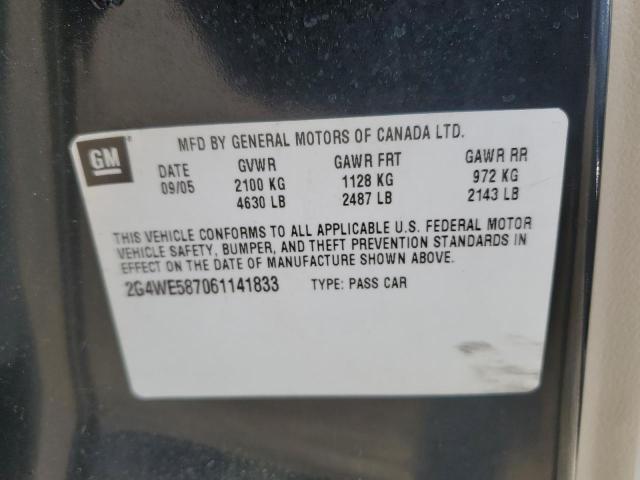 GM
MFD BY GENERAL MOTORS OF CANADA LTD.
DATE GVWR GAWR FRT GAWR RR
09/05 2100 KG 1128 KG 972 KG
4630 LB 2487 LB 2143 LB
THIS VEHICLE CONFORMS TO ALL APPLICABLE U.S. FEDERAL MOTOR
VEHICLE SAFETY, BUMPER, AND THEFT PREVENTION STANDARDS IN
EFFECT ON THE DATE OF MANUFACTURE SHOWN ABOVE.
2G4WE587061141833 TYPE: PASS CAR